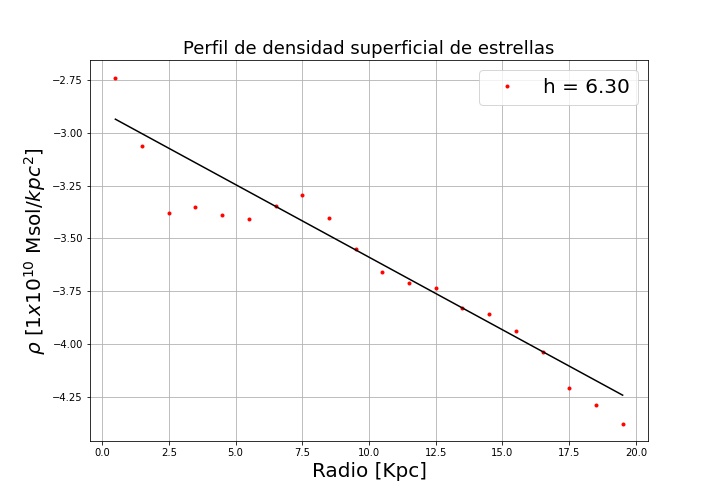 Perfil de densidad superficial de estrellas
h = 6.30
ρ [1x10¹⁰ Msol/kpc²]
−2.75
−3.00
−3.25
−3.50
−3.75
−4.00
−4.25
0.0 2.5 5.0 7.5 10.0 12.5 15.0 17.5 20.0
Radio [Kpc]